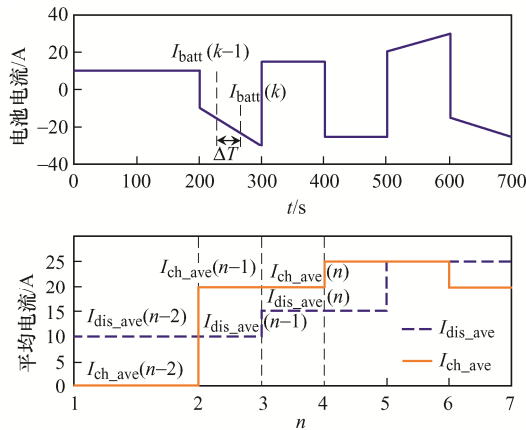 40
20
0
−20
−40
电池电流/A
I_batt(k−1)
I_batt(k)
ΔT
0 100 200 300 400 500 600 700
t/s
25
20
15
10
5
0
平均电流/A
I_ch_ave(n−1)
I_ch_ave(n)
I_dis_ave(n)
I_dis_ave(n−2)
I_dis_ave(n−1)
I_ch_ave(n−2)
I_dis_ave
I_ch_ave
1 2 3 4 5 6 7
n